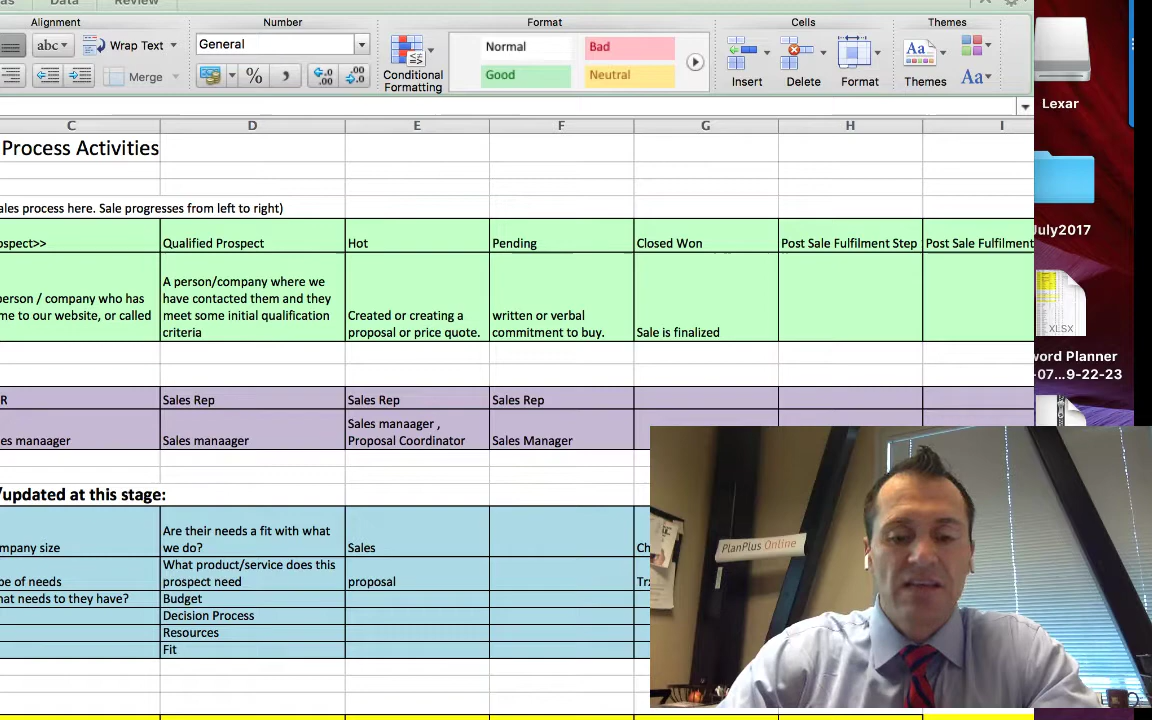 Data
Review
Alignment
Number
Format
Cells
Themes
abc
Wrap Text
General
Normal
Bad
Aa
Merge
%
Conditional
Formatting
Good
Neutral
Insert
Delete
Format
Themes
Aa
Lexar
C
D
E
F
G
H
I
Process Activities
ales process here. Sale progresses from left to right)
ospect>>
Qualified Prospect
Hot
Pending
Closed Won
Post Sale Fulfilment Step
Post Sale Fulfilment
July2017
person / company who has
me to our website, or called
A person/company where we
have contacted them and they
meet some initial qualification
criteria
Created or creating a
proposal or price quote.
written or verbal
commitment to buy.
Sale is finalized
XLSX
word Planner
-07...9-22-23
R
Sales Rep
Sales Rep
Sales Rep
es manaager
Sales manaager
Sales manaager ,
Proposal Coordinator
Sales Manager
/updated at this stage:
mpany size
Are their needs a fit with what
we do?
Sales
Ch
pe of needs
What product/service does this
prospect need
proposal
hat needs to they have?
Budget
Decision Process
Resources
Fit
PlanPlus Online